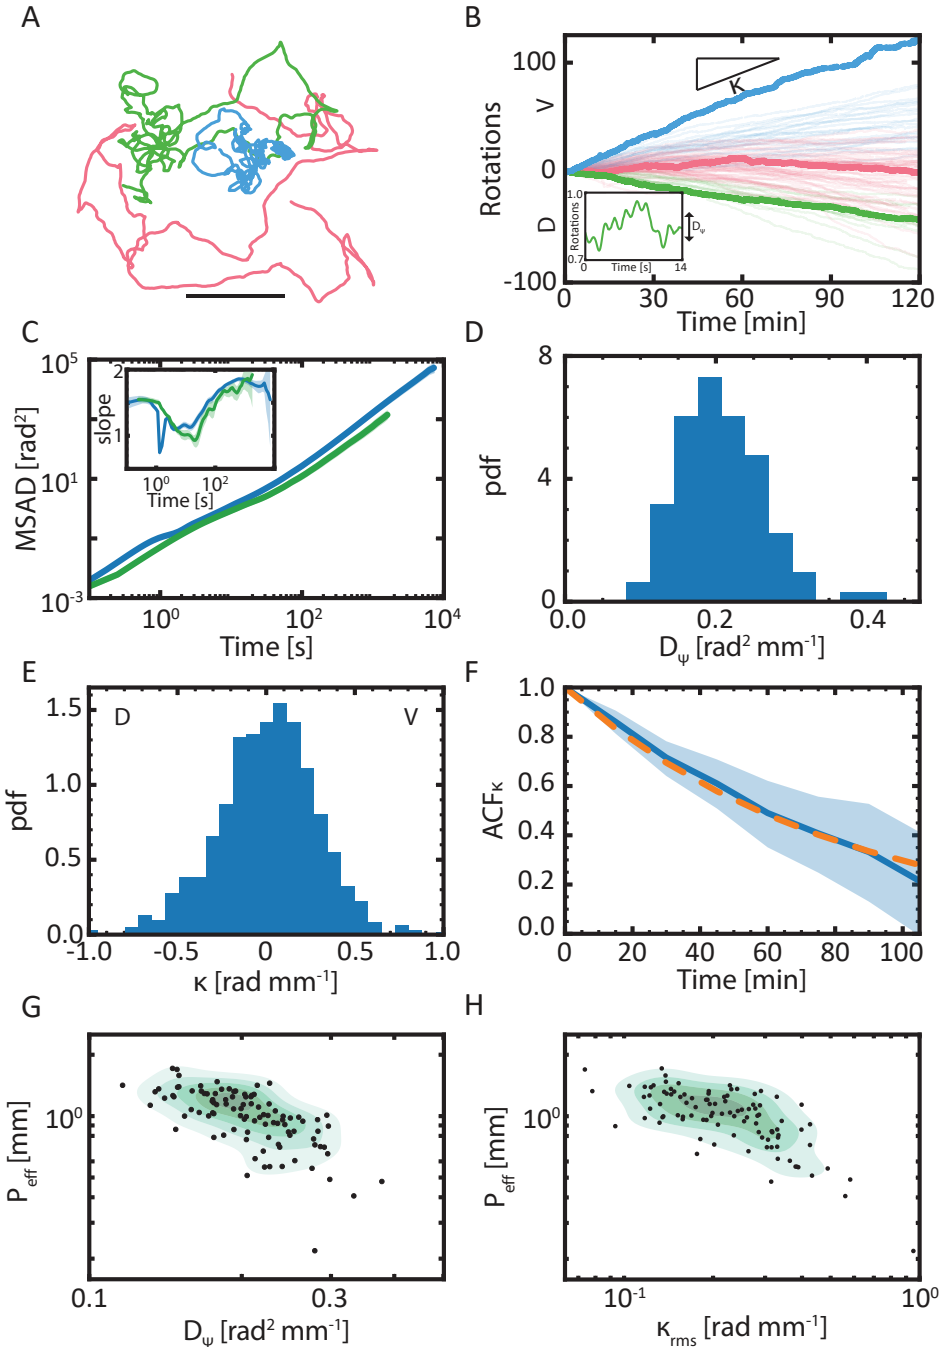 A
B
Rotations
V
D
100
0
-100
κ
Rotations
1.0
0.7
0
14
Time [s]
Dψ
0
30
60
90
120
Time [min]
C
MSAD [rad²]
10⁵
10¹
10⁻³
slope
2
1
10⁰
10²
Time [s]
10⁰
10²
10⁴
Time [s]
D
pdf
8
4
0
0.0
0.2
0.4
Dψ [rad² mm⁻¹]
E
D
V
pdf
1.5
1.0
0.5
0.0
-1.0
-0.5
0
0.5
1.0
κ [rad mm⁻¹]
F
ACFκ
1.0
0.8
0.6
0.4
0.2
0.0
0
20
40
60
80
100
Time [min]
G
Peff [mm]
10⁰
0.1
0.3
Dψ [rad² mm⁻¹]
H
Peff [mm]
10⁰
10⁻¹
10⁰
κrms [rad mm⁻¹]